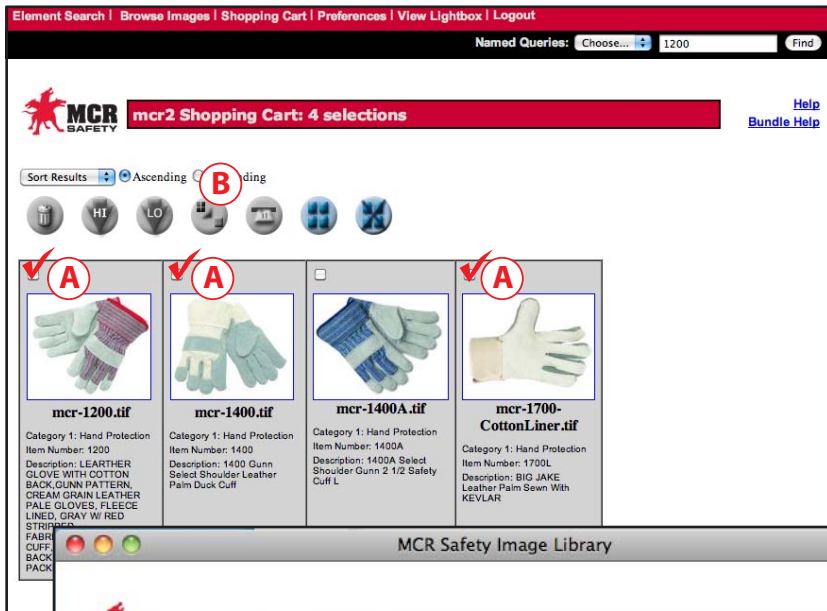 Element Search | Browse Images | Shopping Cart | Preferences | View Lightbox | Logout
Named Queries: Choose... 1200 Find
MCR SAFETY
mcr2 Shopping Cart: 4 selections
Help
Bundle Help
Sort Results Ascending ding
B
HI LO
A A A
mcr-1200.tif
Category 1: Hand Protection
Item Number: 1200
Description: LEARTHER
GLOVE WITH COTTON
BACK,GUNN PATTERN,
CREAM GRAIN LEATHER
PALE GLOVES, FLEECE
LINED, GRAY W/ RED
STRIPPED
FABR
CUFF,
BACK
PACK
mcr-1400.tif
Category 1: Hand Protection
Item Number: 1400
Description: 1400 Gunn
Select Shoulder Leather
Palm Duck Cuff
mcr-1400A.tif
Category 1: Hand Protection
Item Number: 1400A
Description: 1400A Select
Shoulder Gunn 2 1/2 Safety
Cuff L
mcr-1700-
CottonLiner.tif
Category 1: Hand Protection
Item Number: 1700L
Description: BIG JAKE
Leather Palm Sewn With
KEVLAR
MCR Safety Image Library